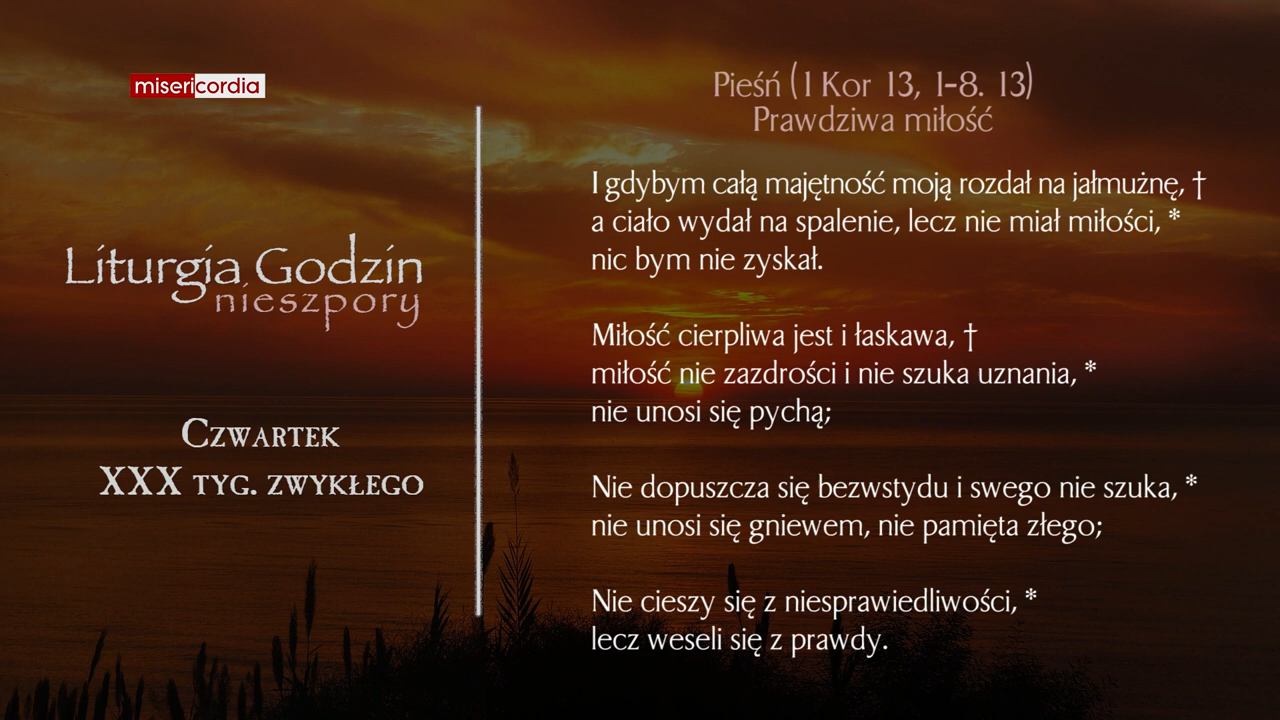 misericordia
Liturgia Godzin
nieszpory
Czwartek
XXX tyg. zwykłego
Pieśń (1 Kor 13, 1-8. 13)
Prawdziwa miłość
I gdybym całą majętność moją rozdał na jałmużnę, †
a ciało wydał na spalenie, lecz nie miał miłości, *
nic bym nie zyskał.
Miłość cierpliwa jest i łaskawa, †
miłość nie zazdrości i nie szuka uznania, *
nie unosi się pychą;
Nie dopuszcza się bezwstydu i swego nie szuka, *
nie unosi się gniewem, nie pamięta złego;
Nie cieszy się z niesprawiedliwości, *
lecz weseli się z prawdy.